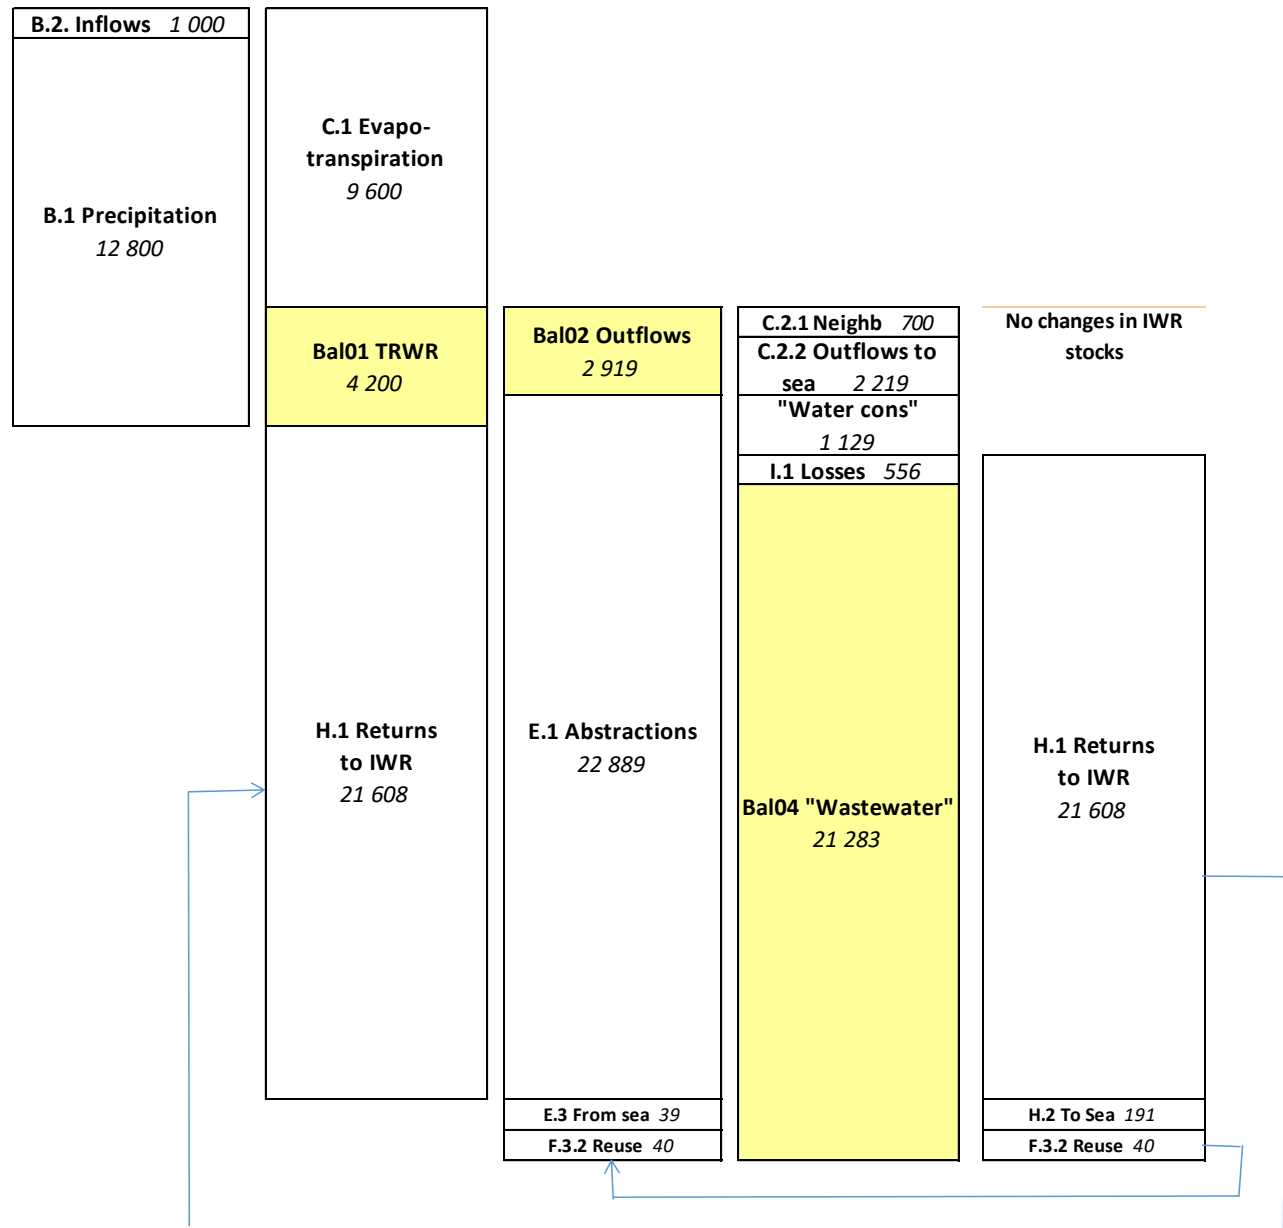 B.2. Inflows 1 000
B.1 Precipitation
12 800
C.1 Evapo-
transpiration
9 600
Bal01 TRWR
4 200
H.1 Returns
to IWR
21 608
Bal02 Outflows
2 919
E.1 Abstractions
22 889
E.3 From sea 39
F.3.2 Reuse 40
C.2.1 Neighb 700
C.2.2 Outflows to
sea 2 219
"Water cons"
1 129
I.1 Losses 556
Bal04 "Wastewater"
21 283
No changes in IWR
stocks
H.1 Returns
to IWR
21 608
H.2 To Sea 191
F.3.2 Reuse 40